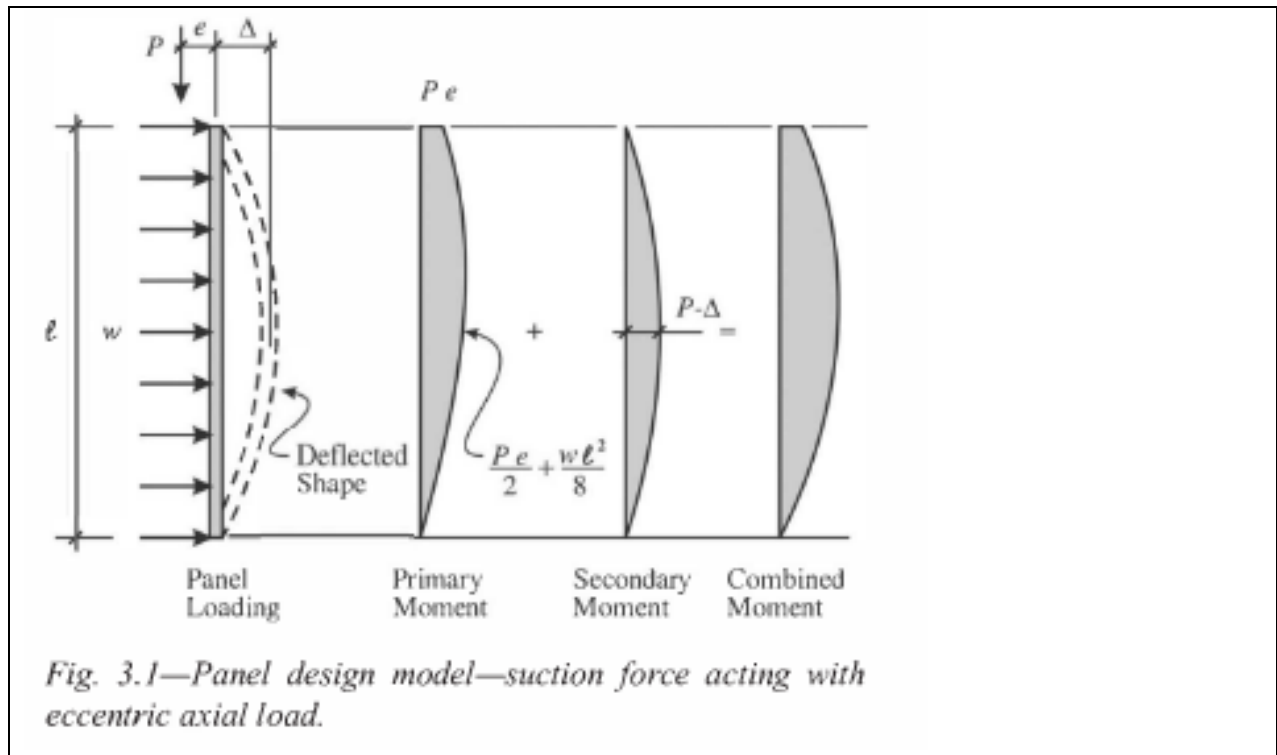 P e Δ
P e
ℓ w
+ P-Δ =
Deflected
Shape
P e/2 + wℓ²/8
Panel
Loading
Primary
Moment
Secondary
Moment
Combined
Moment
Fig. 3.1—Panel design model—suction force acting with
eccentric axial load.